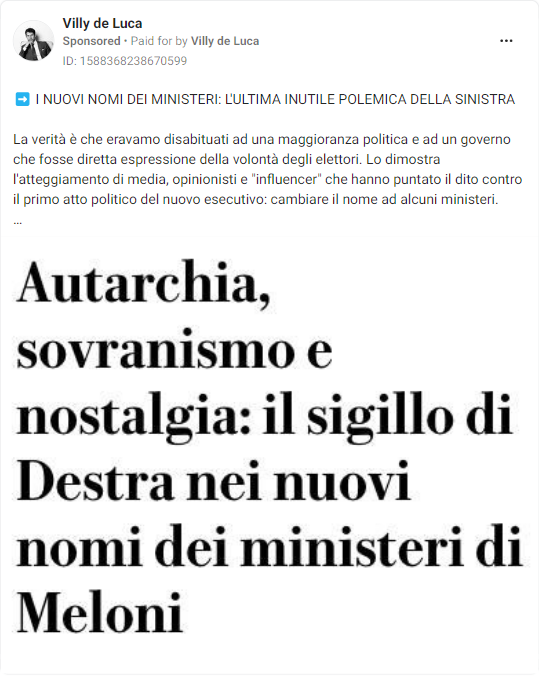 Villy de Luca
Sponsored • Paid for by Villy de Luca
ID: 1588368238670599
➡️ I NUOVI NOMI DEI MINISTERI: L'ULTIMA INUTILE POLEMICA DELLA SINISTRA
La verità è che eravamo disabituati ad una maggioranza politica e ad un governo
che fosse diretta espressione della volontà degli elettori. Lo dimostra
l'atteggiamento di media, opinionisti e "influencer" che hanno puntato il dito contro
il primo atto politico del nuovo esecutivo: cambiare il nome ad alcuni ministeri.
...
Autarchia,
sovranismo e
nostalgia: il sigillo di
Destra nei nuovi
nomi dei ministeri di
Meloni